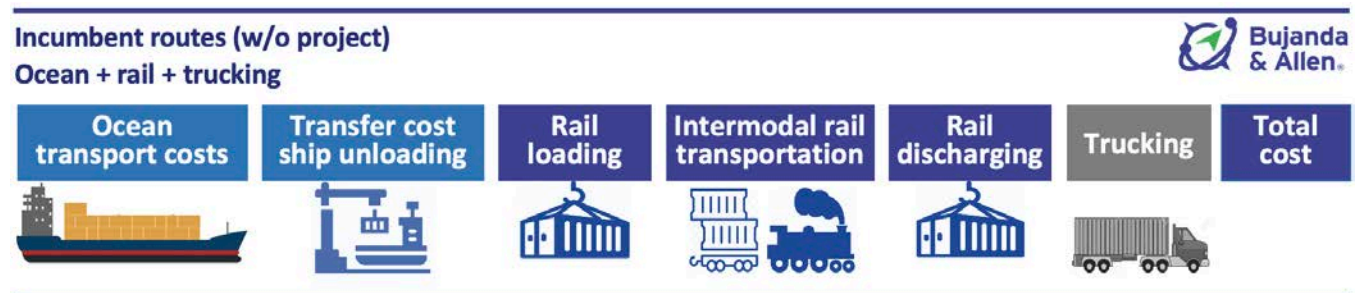 Incumbent routes (w/o project)
Ocean + rail + trucking
Bujanda
& Allen®
Ocean
transport costs
Transfer cost
ship unloading
Rail
loading
Intermodal rail
transportation
Rail
discharging
Trucking
Total
cost